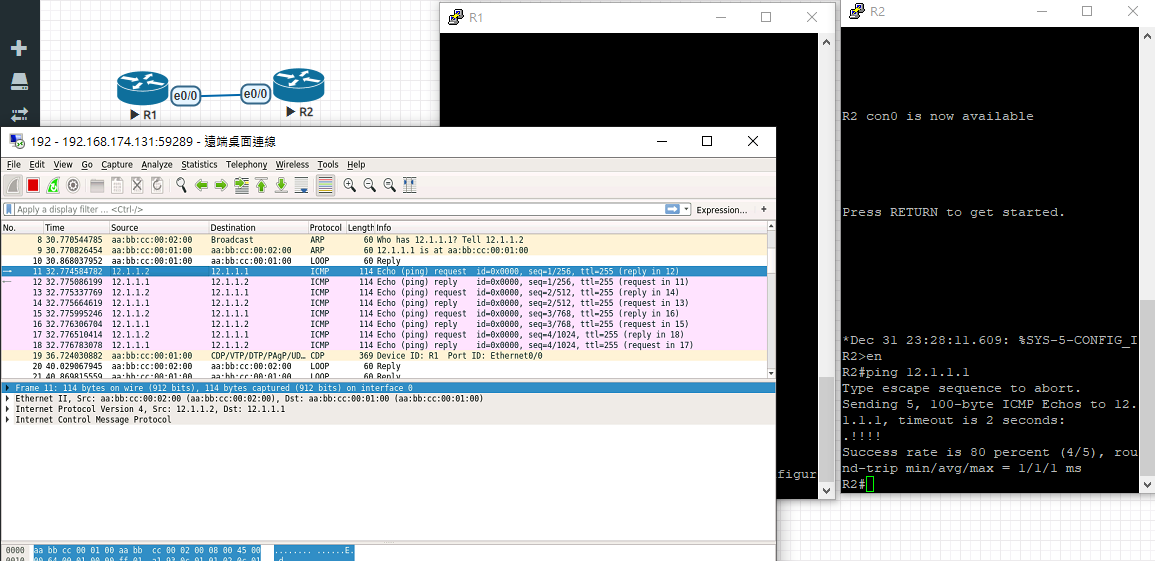 R1
R2
e0/0
e0/0
R1
R2
192 - 192.168.174.131:59289 - 遠端桌面連線
File Edit View Go Capture Analyze Statistics Telephony Wireless Tools Help
Apply a display filter ... <Ctrl-/> Expression... +
No. Time Source Destination Protocol Length Info
8 30.770544785 aa:bb:cc:00:02:00 Broadcast ARP 60 Who has 12.1.1.1? Tell 12.1.1.2
9 30.770826454 aa:bb:cc:00:01:00 aa:bb:cc:00:02:00 ARP 60 12.1.1.1 is at aa:bb:cc:00:01:00
10 30.868037952 aa:bb:cc:00:01:00 aa:bb:cc:00:01:00 LOOP 60 Reply
11 32.774584782 12.1.1.2 12.1.1.1 ICMP 114 Echo (ping) request id=0x0000, seq=1/256, ttl=255 (reply in 12)
12 32.775086199 12.1.1.1 12.1.1.2 ICMP 114 Echo (ping) reply id=0x0000, seq=1/256, ttl=255 (request in 11)
13 32.775337769 12.1.1.2 12.1.1.1 ICMP 114 Echo (ping) request id=0x0000, seq=2/512, ttl=255 (reply in 14)
14 32.775664619 12.1.1.1 12.1.1.2 ICMP 114 Echo (ping) reply id=0x0000, seq=2/512, ttl=255 (request in 13)
15 32.775995246 12.1.1.2 12.1.1.1 ICMP 114 Echo (ping) request id=0x0000, seq=3/768, ttl=255 (reply in 16)
16 32.776306704 12.1.1.1 12.1.1.2 ICMP 114 Echo (ping) reply id=0x0000, seq=3/768, ttl=255 (request in 15)
17 32.776510414 12.1.1.2 12.1.1.1 ICMP 114 Echo (ping) request id=0x0000, seq=4/1024, ttl=255 (reply in 18)
18 32.776783078 12.1.1.1 12.1.1.2 ICMP 114 Echo (ping) reply id=0x0000, seq=4/1024, ttl=255 (request in 17)
19 36.724030882 aa:bb:cc:00:01:00 CDP/VTP/DTP/PAgP/UD… CDP 369 Device ID: R1 Port ID: Ethernet0/0
20 40.029067945 aa:bb:cc:00:02:00 aa:bb:cc:00:02:00 LOOP 60 Reply
21 40.869815559 aa:bb:cc:00:01:00 aa:bb:cc:00:01:00 LOOP 60 Reply
Frame 11: 114 bytes on wire (912 bits), 114 bytes captured (912 bits) on interface 0
Ethernet II, Src: aa:bb:cc:00:02:00 (aa:bb:cc:00:02:00), Dst: aa:bb:cc:00:01:00 (aa:bb:cc:00:01:00)
Internet Protocol Version 4, Src: 12.1.1.2, Dst: 12.1.1.1
Internet Control Message Protocol
0000 aa bb cc 00 01 00 aa bb cc 00 02 00 08 00 45 00 ........ ......E.
figur
R2 con0 is now available
Press RETURN to get started.
*Dec 31 23:28:11.609: %SYS-5-CONFIG_I
R2>en
R2#ping 12.1.1.1
Type escape sequence to abort.
Sending 5, 100-byte ICMP Echos to 12.
1.1.1, timeout is 2 seconds:
.!!!!
Success rate is 80 percent (4/5), rou
nd-trip min/avg/max = 1/1/1 ms
R2#